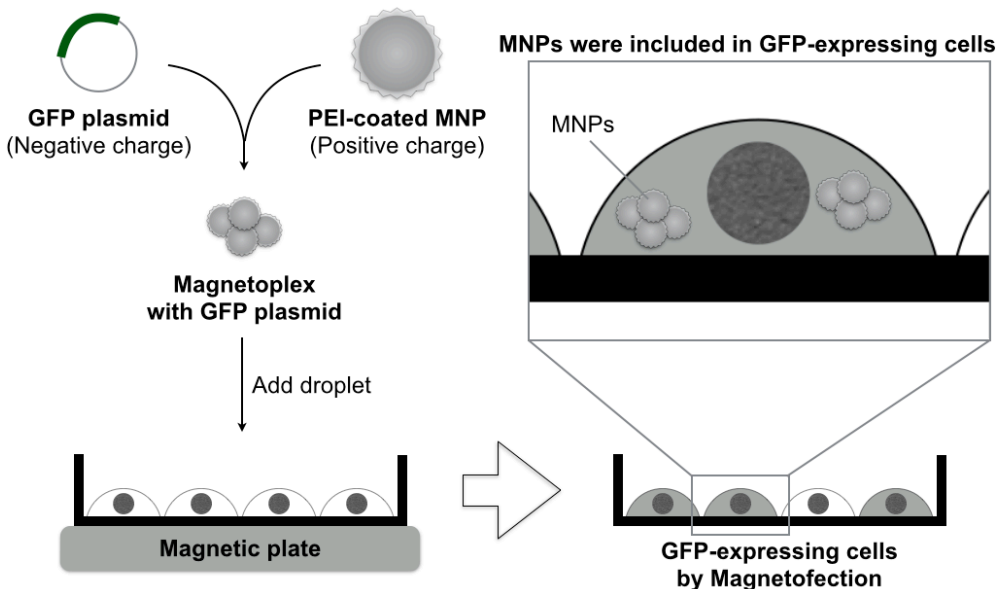 GFP plasmid
(Negative charge)
PEI-coated MNP
(Positive charge)
Magnetoplex
with GFP plasmid
Add droplet
Magnetic plate
MNPs were included in GFP-expressing cells
MNPs
GFP-expressing cells
by Magnetofection